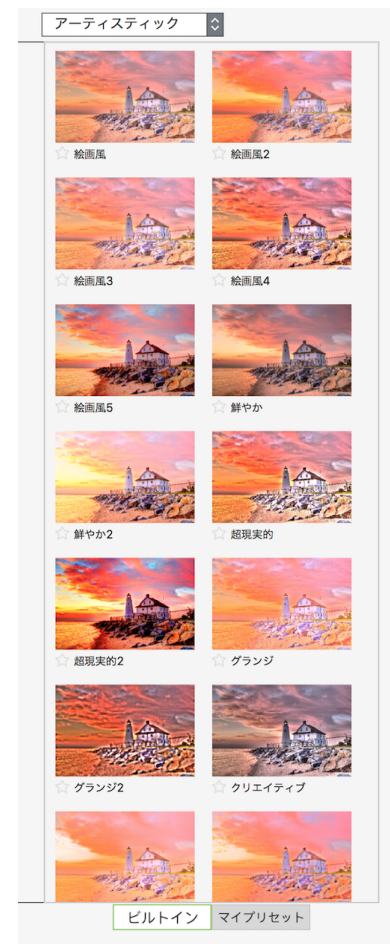 アーティスティック
絵画風 絵画風2
絵画風3 絵画風4
絵画風5 鮮やか
鮮やか2 超現実的
超現実的2 グランジ
グランジ2 クリエイティブ
ビルトイン マイプリセット